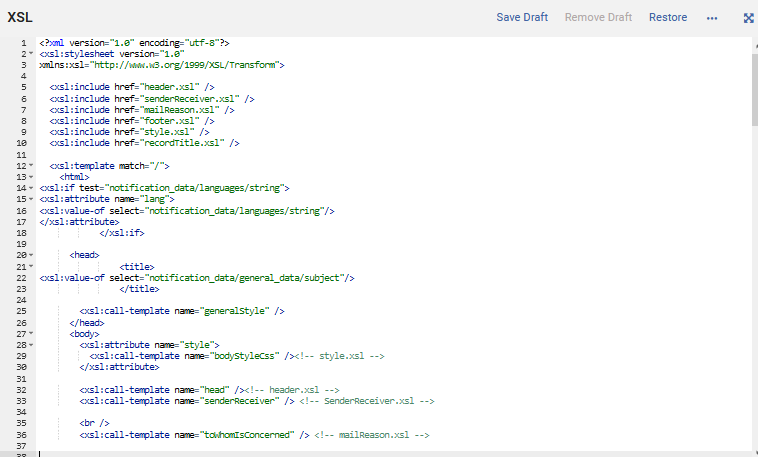 XSL Save Draft Remove Draft Restore ...
1 <?xml version="1.0" encoding="utf-8"?>
2 <xsl:stylesheet version="1.0"
3 xmlns:xsl="http://www.w3.org/1999/XSL/Transform">
4
5 <xsl:include href="header.xsl" />
6 <xsl:include href="senderReceiver.xsl" />
7 <xsl:include href="mailReason.xsl" />
8 <xsl:include href="footer.xsl" />
9 <xsl:include href="style.xsl" />
10 <xsl:include href="recordTitle.xsl" />
11
12 <xsl:template match="/">
13 <html>
14 <xsl:if test="notification_data/languages/string">
15 <xsl:attribute name="lang">
16 <xsl:value-of select="notification_data/languages/string"/>
17 </xsl:attribute>
18 </xsl:if>
19
20 <head>
21 <title>
22 <xsl:value-of select="notification_data/general_data/subject"/>
23 </title>
24
25 <xsl:call-template name="generalStyle" />
26 </head>
27 <body>
28 <xsl:attribute name="style">
29 <xsl:call-template name="bodyStyleCss" /><!-- style.xsl -->
30 </xsl:attribute>
31
32 <xsl:call-template name="head" /><!-- header.xsl -->
33 <xsl:call-template name="senderReceiver" /> <!-- SenderReceiver.xsl -->
34
35 <br />
36 <xsl:call-template name="toWhomIsConcerned" /> <!-- mailReason.xsl -->
37
38